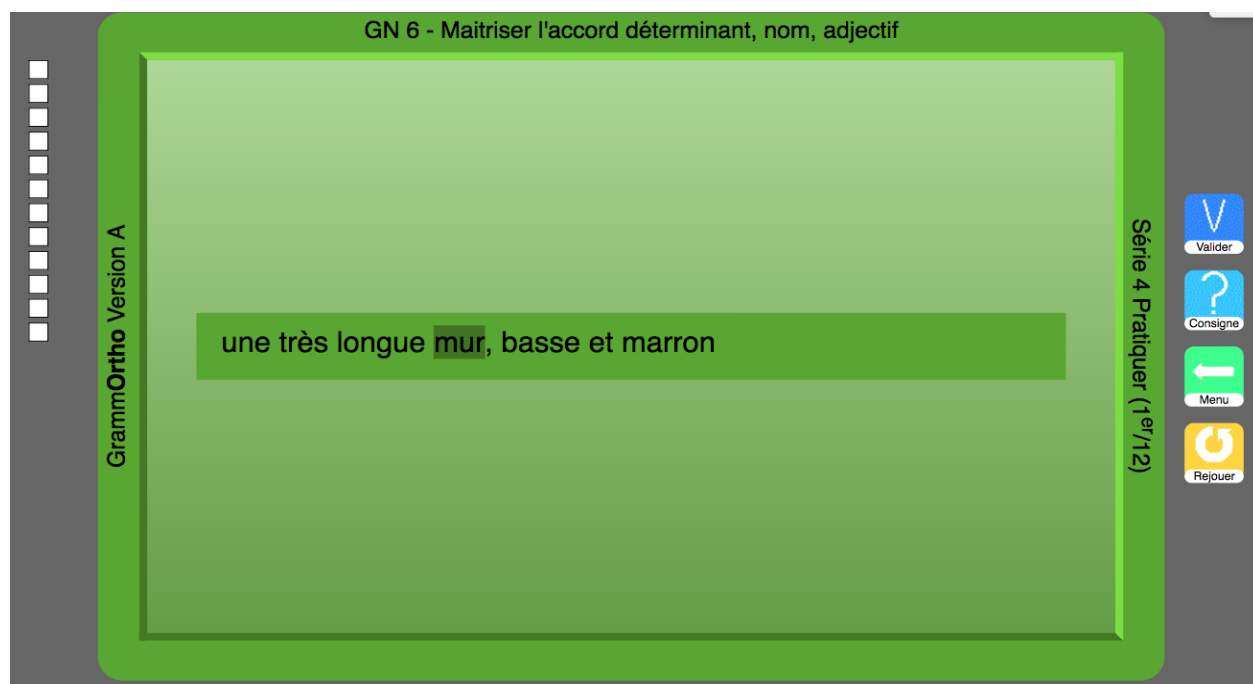 GN 6 - Maitriser l'accord déterminant, nom, adjectif
GrammOrtho Version A
une très longue mur, basse et marron
Série 4 Pratiquer (1er/12)
V
Valider
?
Consigne
Menu
Rejouer